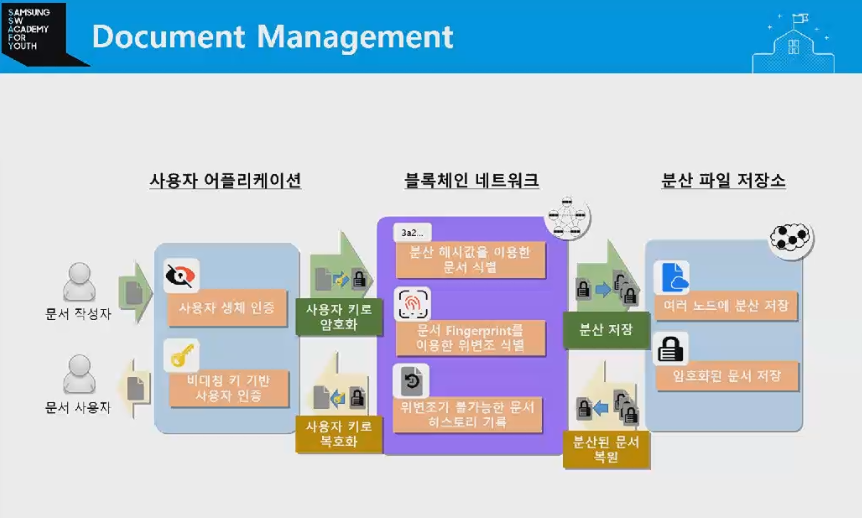 SAMSUNG
SW
ACADEMY
FOR
YOUTH
Document Management
사용자 어플리케이션
블록체인 네트워크
분산 파일 저장소
문서 작성자
문서 사용자
사용자 생체 인증
비대칭 키 기반
사용자 인증
사용자 키로
암호화
사용자 키로
복호화
3a2...
분산 해시값을 이용한
문서 식별
문서 Fingerprint를
이용한 위변조 식별
위변조가 불가능한 문서
히스토리 기록
분산 저장
분산된 문서
복원
여러 노드에 분산 저장
암호화된 문서 저장